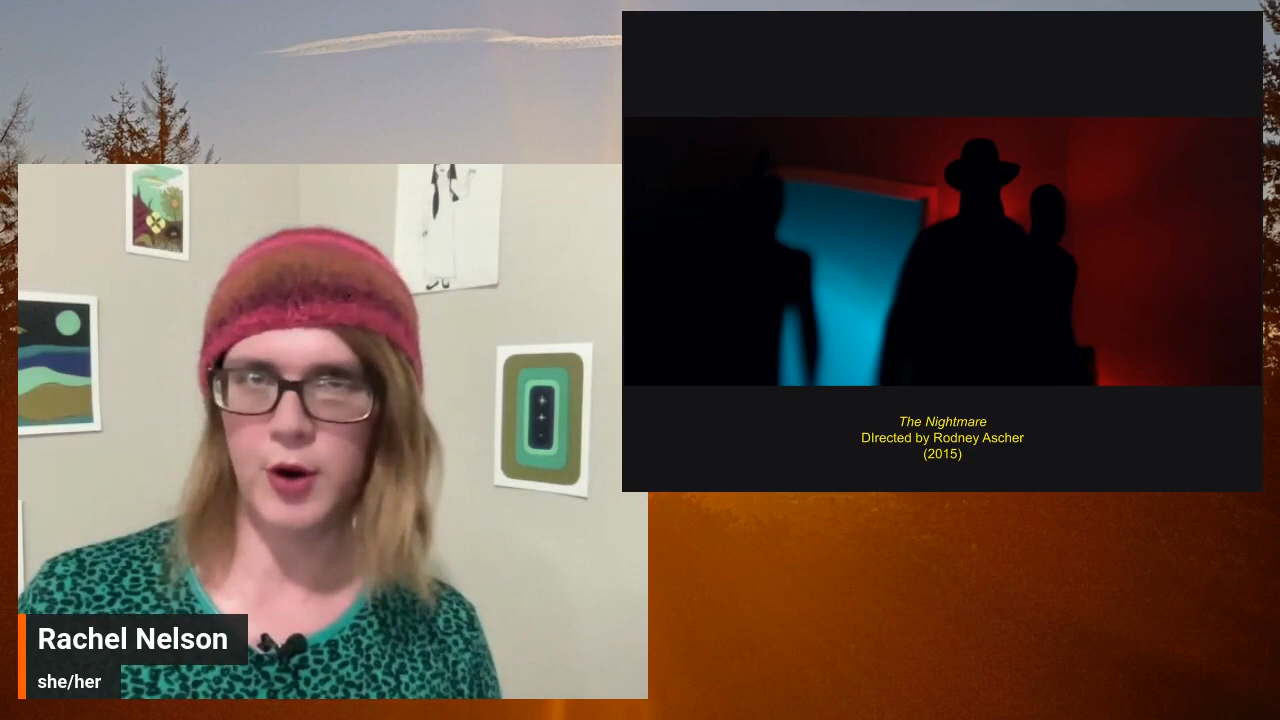 The Nightmare
DIrected by Rodney Ascher
(2015)
Rachel Nelson
she/her